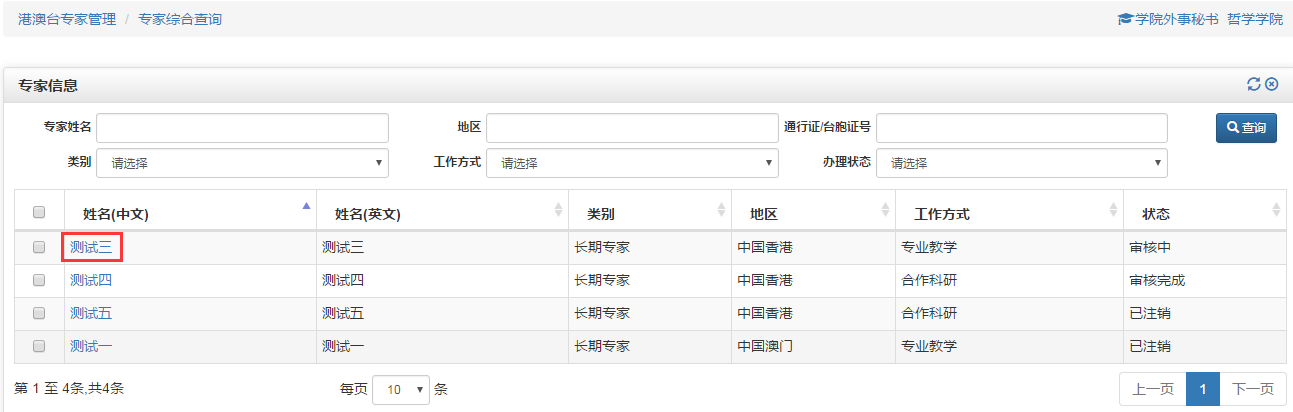 港澳台专家管理 / 专家综合查询 学院外事秘书 哲学学院
专家信息
专家姓名 地区 通行证/台胞证号 查询
类别 请选择 工作方式 请选择 办理状态 请选择
姓名(中文) 姓名(英文) 类别 地区 工作方式 状态
测试三 测试三 长期专家 中国香港 专业教学 审核中
测试四 测试四 长期专家 中国香港 合作科研 审核完成
测试五 测试五 长期专家 中国香港 合作科研 已注销
测试一 测试一 长期专家 中国澳门 专业教学 已注销
第 1 至 4条,共4条 每页 10 条 上一页 1 下一页